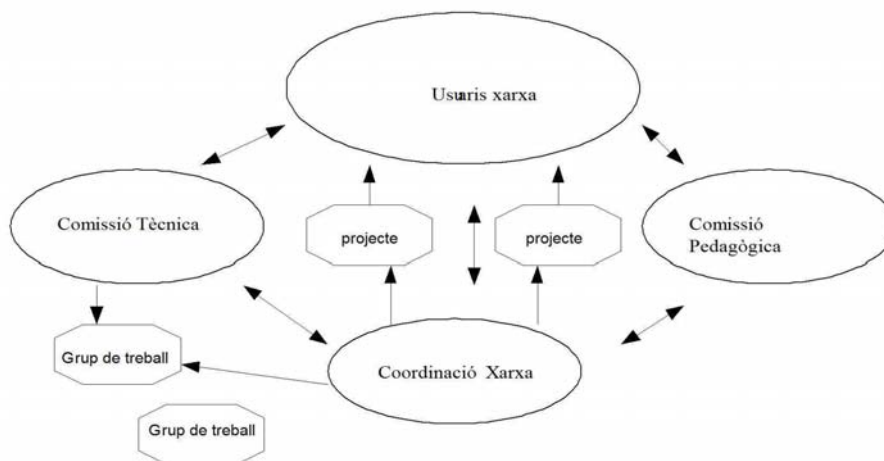 Usuaris xarxa
Comissió Tècnica
projecte
projecte
Comissió
Pedagògica
Grup de treball
Coordinació Xarxa
Grup de treball